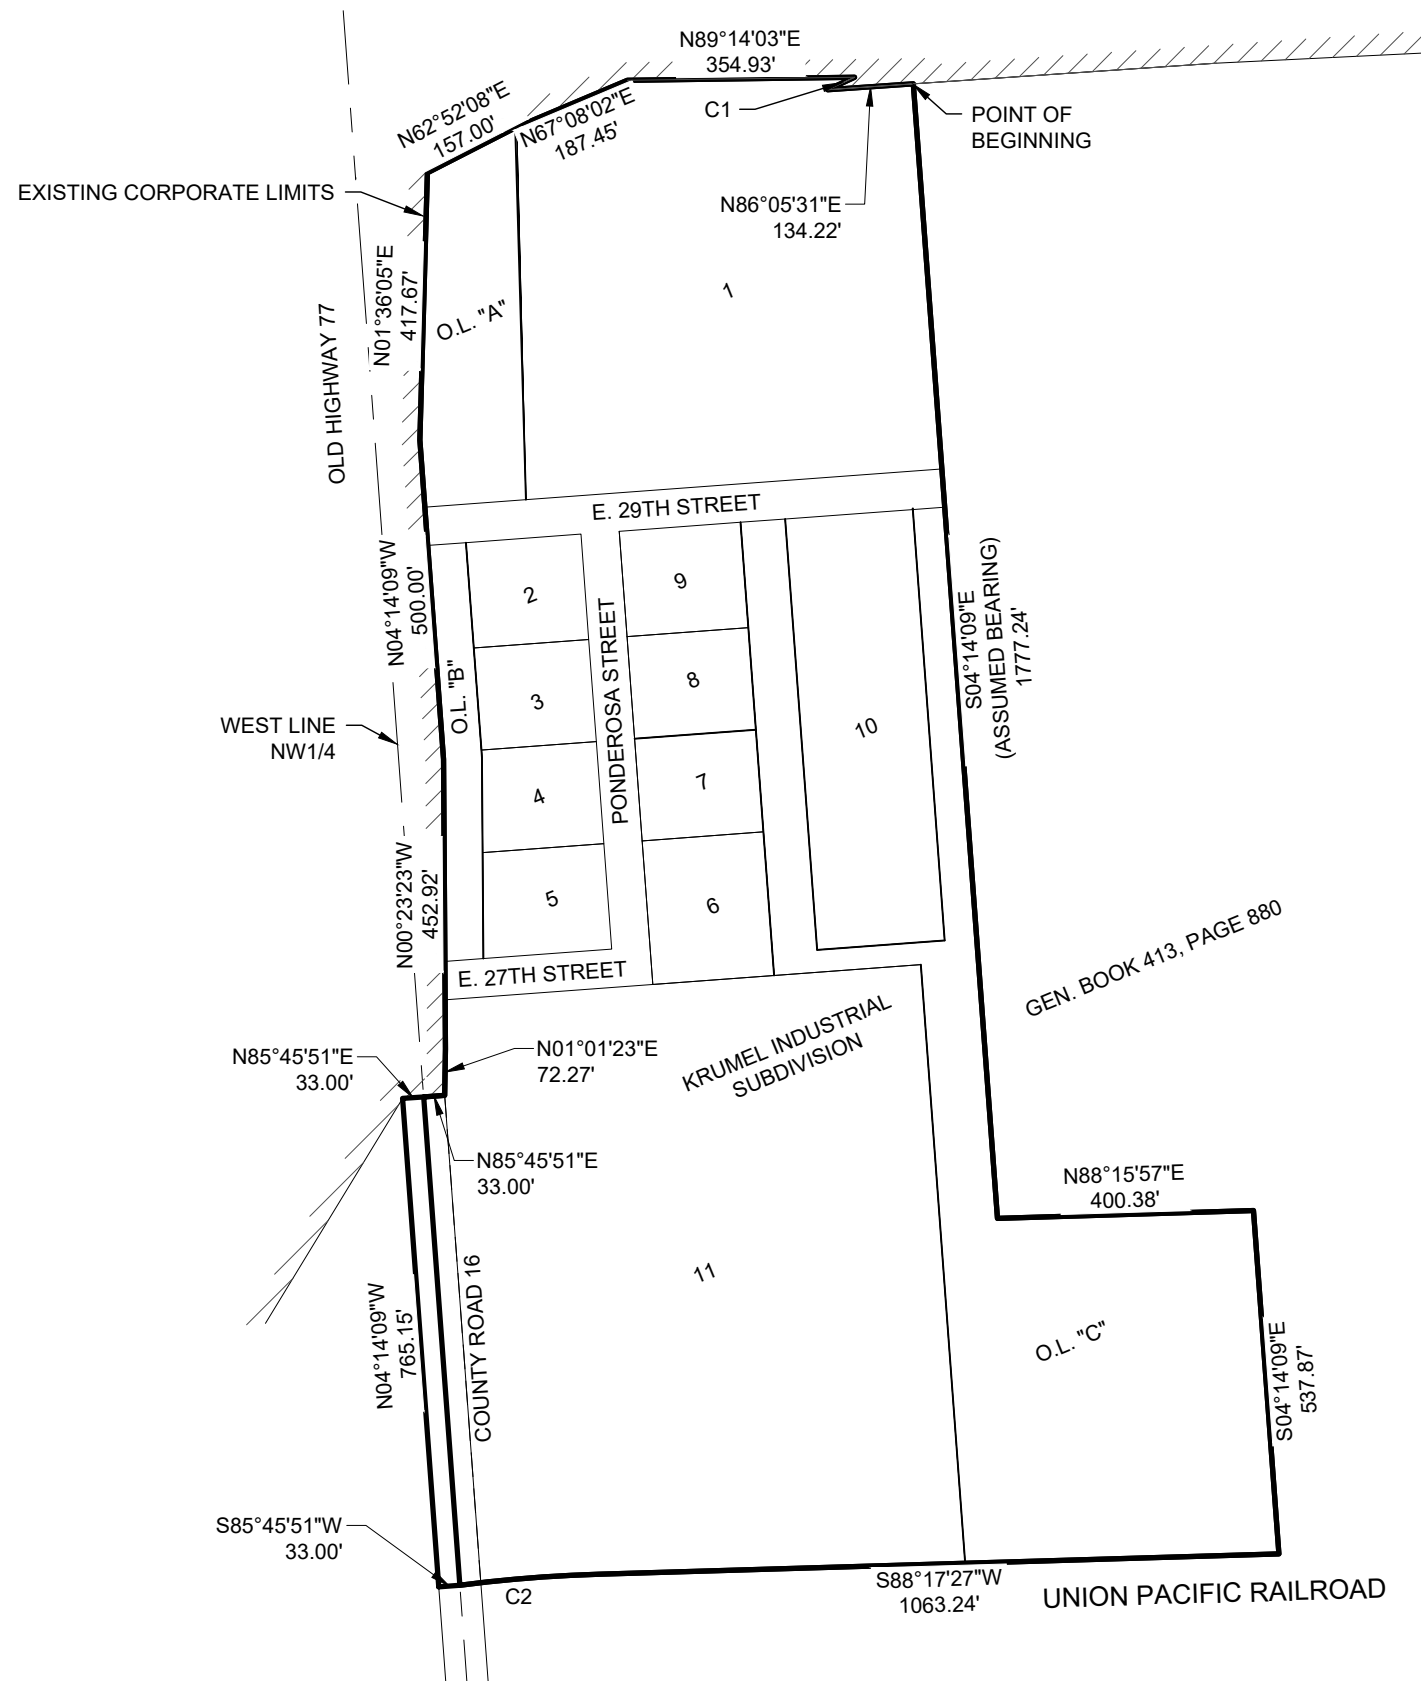 N89°14'03"E
354.93'
C1
POINT OF
BEGINNING
N62°52'08"E
157.00'
N67°08'02"E
187.45'
EXISTING CORPORATE LIMITS
N86°05'31"E
134.22'
N01°36'05"E
417.67'
O.L. "A"
1
OLD HIGHWAY 77
E. 29TH STREET
N04°14'09"W
500.00'
2
9
S04°14'09"E
(ASSUMED BEARING)
1777.24'
O.L. "B"
3
PONDEROSA STREET
8
10
WEST LINE
NW1/4
4
7
5
6
N00°23'23"W
452.92'
GEN. BOOK 413, PAGE 880
E. 27TH STREET
KRUMEL INDUSTRIAL
SUBDIVISION
N85°45'51"E
33.00'
N01°01'23"E
72.27'
N85°45'51"E
33.00'
N88°15'57"E
400.38'
11
COUNTY ROAD 16
N04°14'09"W
765.15'
O.L. "C"
S04°14'09"E
537.87'
S85°45'51"W
33.00'
C2
S88°17'27"W
1063.24'
UNION PACIFIC RAILROAD